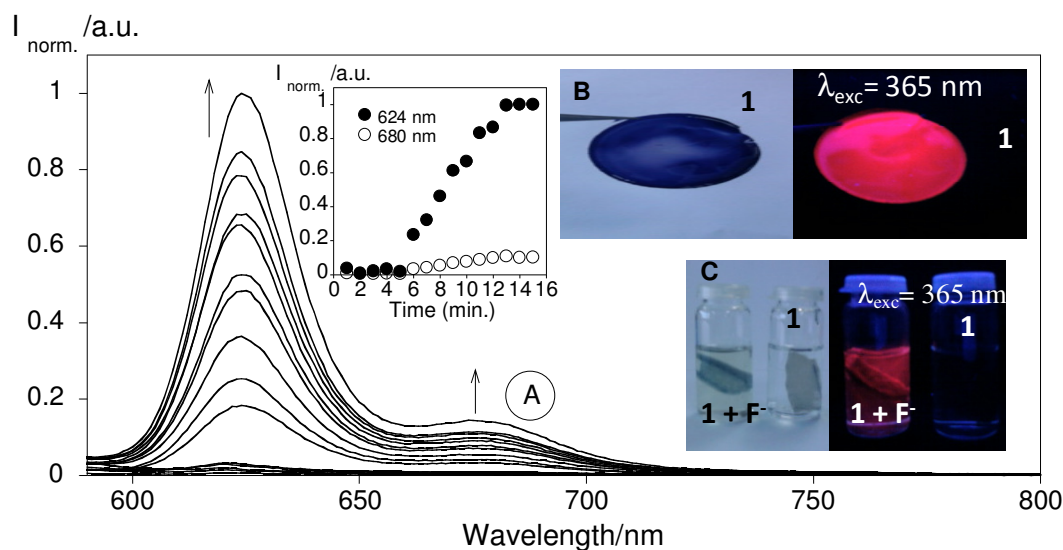 I norm. /a.u.
1
0.8
0.6
0.4
0.2
0
600
650
700
750
800
Wavelength/nm
A
I norm. /a.u.
1
0.8
0.6
0.4
0.2
0
● 624 nm
○ 680 nm
0 2 4 6 8 10 12 14 16
Time (min.)
B
1
λexc= 365 nm
1
C
1
1 + F-
λexc= 365 nm
1
1 + F-